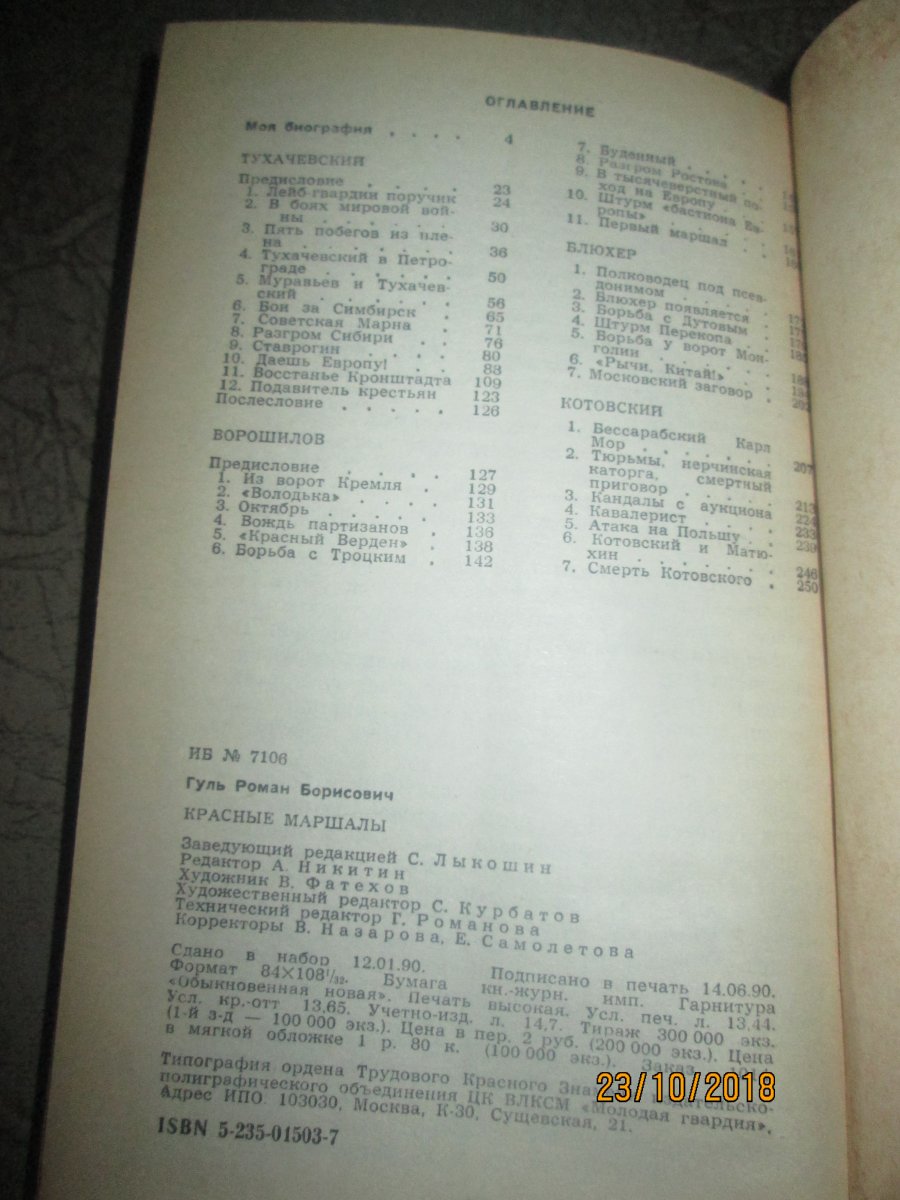 ОГЛАВЛЕНИЕ
Моя биография . . . . 4
ТУХАЧЕВСКИЙ
Предисловие . . . . 23
1. Лейб-гвардии поручик 24
2. В боях мировой вой-
ны . . . . . . . 30
3. Пять побегов из пле-
на . . . . . . . 36
4. Тухачевский в Петро-
граде . . . . . . 50
5. Муравьев и Тухачев-
ский . . . . . . 56
6. Бои за Симбирск . . 65
7. Советская Марна . 71
8. Разгром Сибири . . 76
9. Ставрогин . . . . 80
10. Даешь Европу! . . 88
11. Восстанье Кронштадта 109
12. Подавитель крестьян 123
Послесловие . . . . . 126
ВОРОШИЛОВ
Предисловие . . . . 127
1. Из ворот Кремля . 129
2. «Володька» . . . . 131
3. Октябрь . . . . . 133
4. Вождь партизанов . 136
5. «Красный Верден» . 138
6. Борьба с Троцким . 142
7. Буденный . . . .
8. Разгром Ростова . .
9. В тысячеверстный по-
ход на Европу . . .
10. Штурм «бастиона Ев-
ропы» . . . . . .
11. Первый маршал . .
БЛЮХЕР
1. Полководец под псев-
донимом . . . . .
2. Блюхер появляется .
3. Борьба с Дутовым .
4. Штурм Перекопа . .
5. Борьба у ворот Мон-
голии . . . . . .
6. «Рычи, Китай!» . .
7. Московский заговор . 202
КОТОВСКИЙ
1. Бессарабский Карл
Мор . . . . . . 207
2. Тюрьмы, нерчинская
каторга, смертный
приговор . . . . . 213
3. Кандалы с аукциона 224
4. Кавалерист . . . . 233
5. Атака на Польшу . . 239
6. Котовский и Матю-
хин . . . . . . 246
7. Смерть Котовского . 250
ИБ № 7106
Гуль Роман Борисович
КРАСНЫЕ МАРШАЛЫ
Заведующий редакцией С. Лыкошин
Редактор А. Никитин
Художник В. Фатехов
Художественный редактор С. Курбатов
Технический редактор Г. Романова
Корректоры В. Назарова, Е. Самолетова
Сдано в набор 12.01.90. Подписано в печать 14.06.90.
Формат 84×108 1/32. Бумага кн.-журн. имп. Гарнитура
«Обыкновенная новая». Печать высокая. Усл. печ. л. 13,44.
Усл. кр.-отт 13,65. Учетно-изд. л. 14,7. Тираж 300 000 экз.
(1-й з-д — 100 000 экз.). Цена в пер. 2 руб. (200 000 экз.). Цена
в мягкой обложке 1 р. 80 к. (100 000 экз.). Заказ
Типография ордена Трудового Красного
полиграфического объединения ЦК ВЛКСМ «Молодая гвардия».
Адрес ИПО: 103030, Москва, К-30, Сущевская, 21.
ISBN 5-235-01503-7
23/10/2018